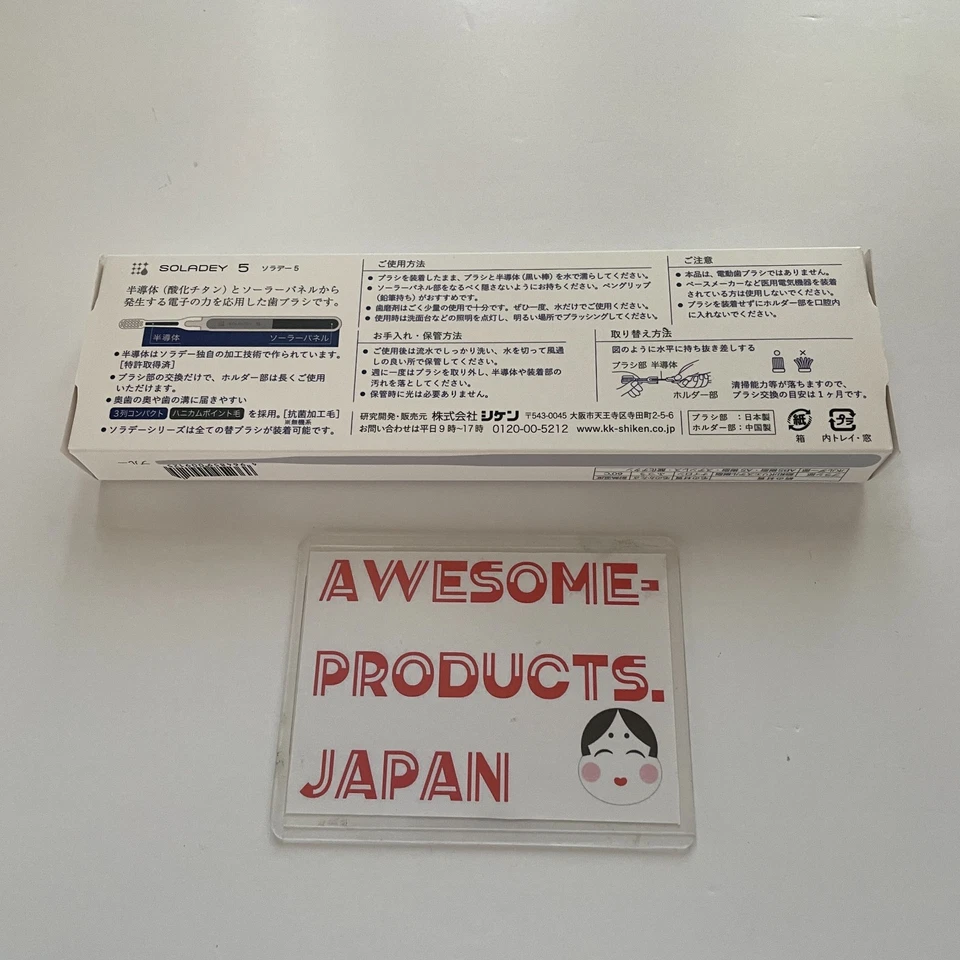 SOLADEY 5 ソラデー5
半導体(酸化チタン)とソーラーパネルから
発生する電子の力を応用した歯ブラシです。
半導体 ソーラーパネル
●半導体はソラデー独自の加工技術で作られています。
[特許取得済]
●ブラシ部の交換だけで、ホルダー部は長くご使用
いただけます。
●奥歯の奥や歯の溝に届きやすい
3列コンパクト ハニカムポイント毛 を採用。[抗菌加工毛]
※無機系
●ソラデーシリーズは全ての替ブラシが装着可能です。
ご使用方法
●ブラシを装着したまま、ブラシと半導体(黒い棒)を水で濡らしてください。
●ソーラーパネル部をなるべく隠さないようにお持ちください。ペングリップ
(鉛筆持ち)がおすすめです。
●歯磨剤はごく少量の使用で十分です。ぜひ一度、水だけでご使用ください。
●使用時は洗面台などの照明を点灯し、明るい場所でブラッシングしてください。
お手入れ・保管方法
●ご使用後は流水でしっかり洗い、水を切って風通
しの良い所で保管してください。
●週に一度はブラシを取り外し、半導体や装着部の
汚れを落としてください。
●保管時に光は必要ありません。
ご注意
●本品は、電動歯ブラシではありません。
●ペースメーカーなど医用電気機器を装着
されている方は使用しないでください。
●ブラシを装着せずにホルダー部を口腔内
に入れないでください。
取り替え方法
図のように水平に持ち抜き差しする
ブラシ部 半導体
ホルダー部
清掃能力等が落ちますので、
ブラシ交換の目安は1ヶ月です。
研究開発・販売元 株式会社 シケン 〒543-0045 大阪市天王寺区寺田町2-5-6
お問い合わせは平日9時~17時 0120-00-5212 www.kk-shiken.co.jp
ブラシ部 :日本製
ホルダー部:中国製
紙
箱
プラ
内トレイ・窓
ブルー
AWESOME-
PRODUCTS.
JAPAN